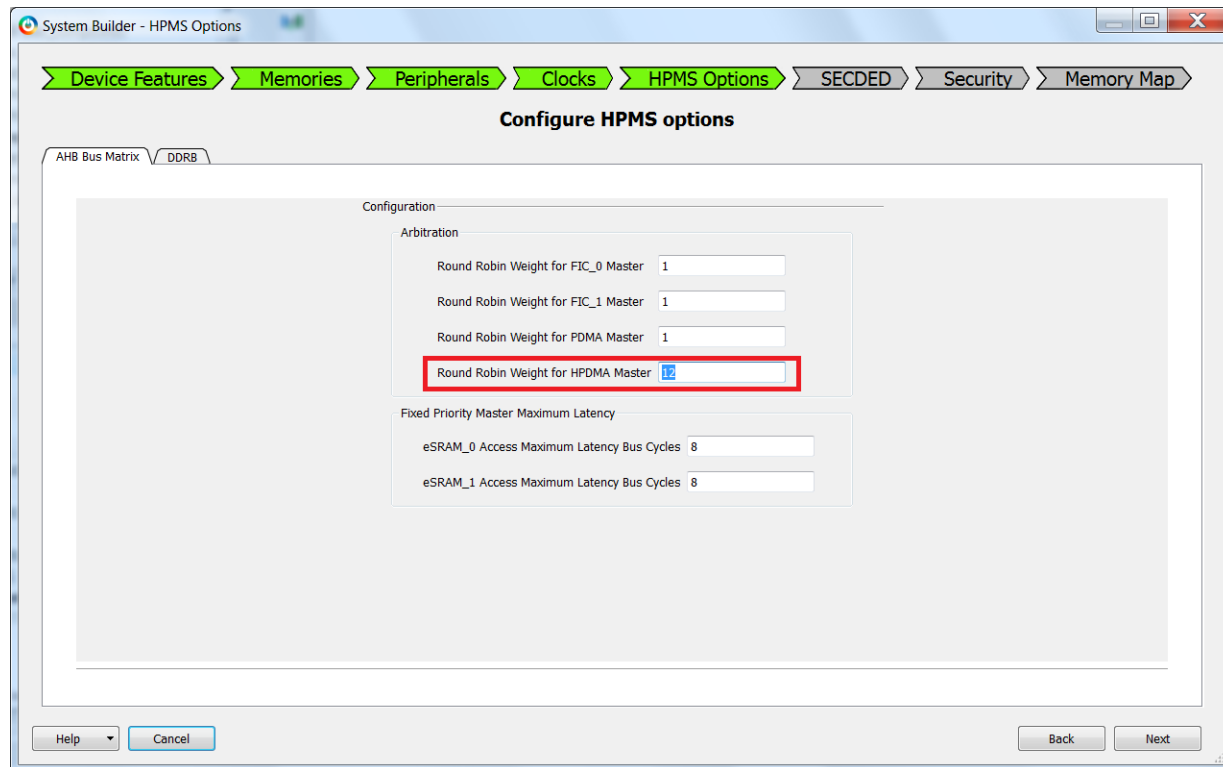 System Builder - HPMS Options
Device Features Memories Peripherals Clocks HPMS Options SECDED Security Memory Map
Configure HPMS options
AHB Bus Matrix DDRB
Configuration
Arbitration
Round Robin Weight for FIC_0 Master 1
Round Robin Weight for FIC_1 Master 1
Round Robin Weight for PDMA Master 1
Round Robin Weight for HPDMA Master 12
Fixed Priority Master Maximum Latency
eSRAM_0 Access Maximum Latency Bus Cycles 8
eSRAM_1 Access Maximum Latency Bus Cycles 8
Help Cancel Back Next